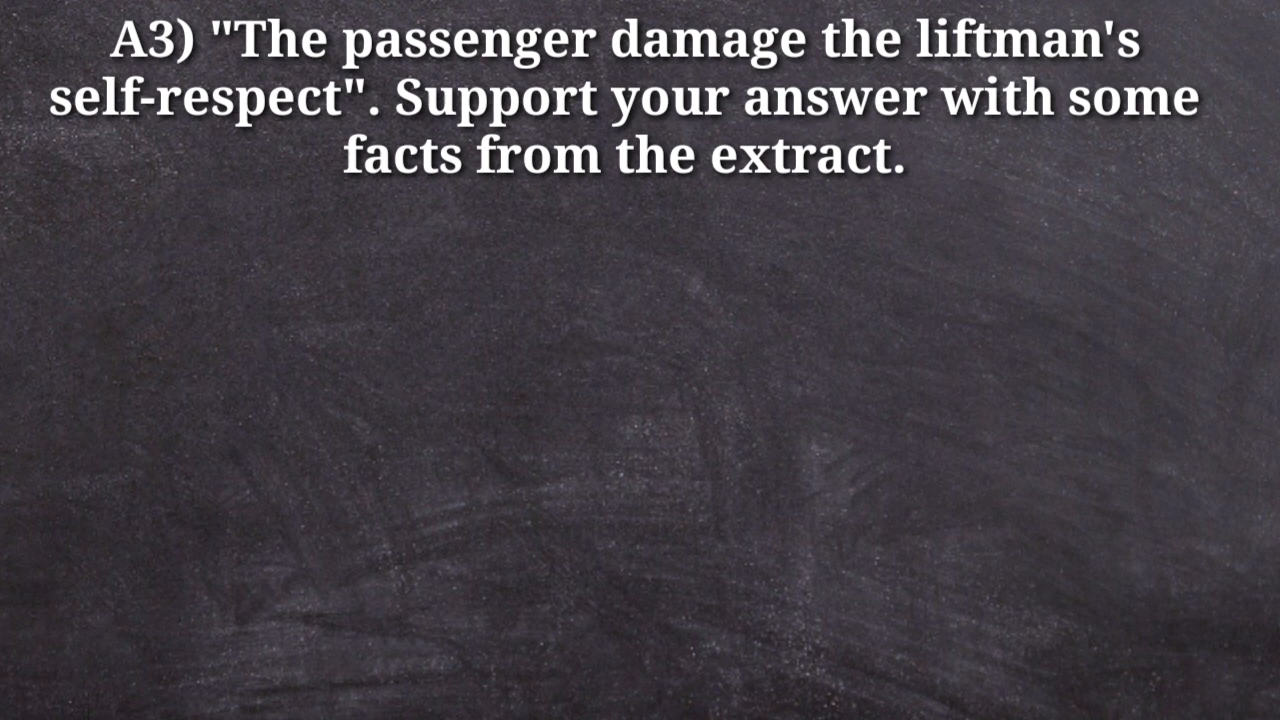 A3) "The passenger damage the liftman's
self-respect". Support your answer with some
facts from the extract.